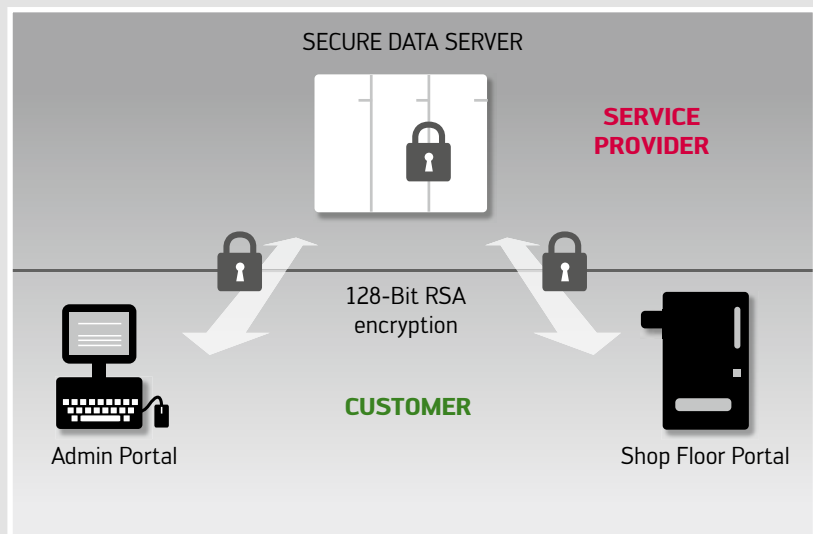 SECURE DATA SERVER
SERVICE
PROVIDER
128-Bit RSA
encryption
CUSTOMER
Admin Portal
Shop Floor Portal